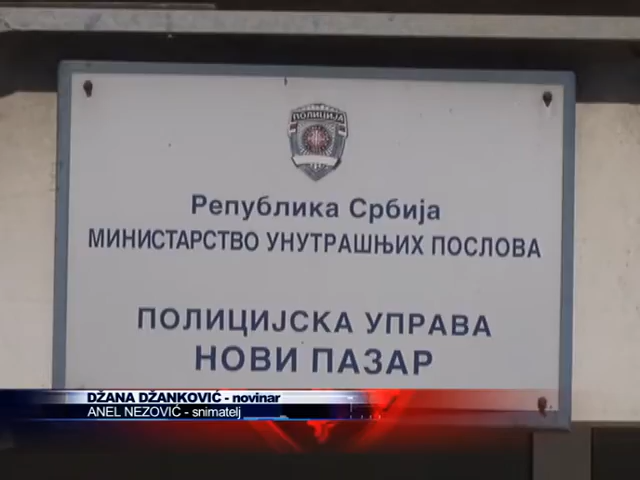 ПОЛИЦИЈА
Република Србија
МИНИСТАРСТВО УНУТРАШЊИХ ПОСЛОВА
ПОЛИЦИЈСКА УПРАВА
НОВИ ПАЗАР
DŽANA DŽANKOVIĆ - novinar
ANEL NEZOVIĆ - snimatelj